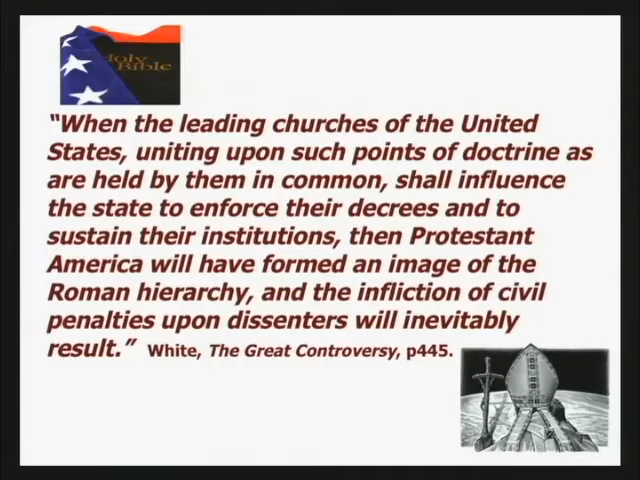 Holy
Bible
“When the leading churches of the United
States, uniting upon such points of doctrine as
are held by them in common, shall influence
the state to enforce their decrees and to
sustain their institutions, then Protestant
America will have formed an image of the
Roman hierarchy, and the infliction of civil
penalties upon dissenters will inevitably
result.” White, The Great Controversy, p445.